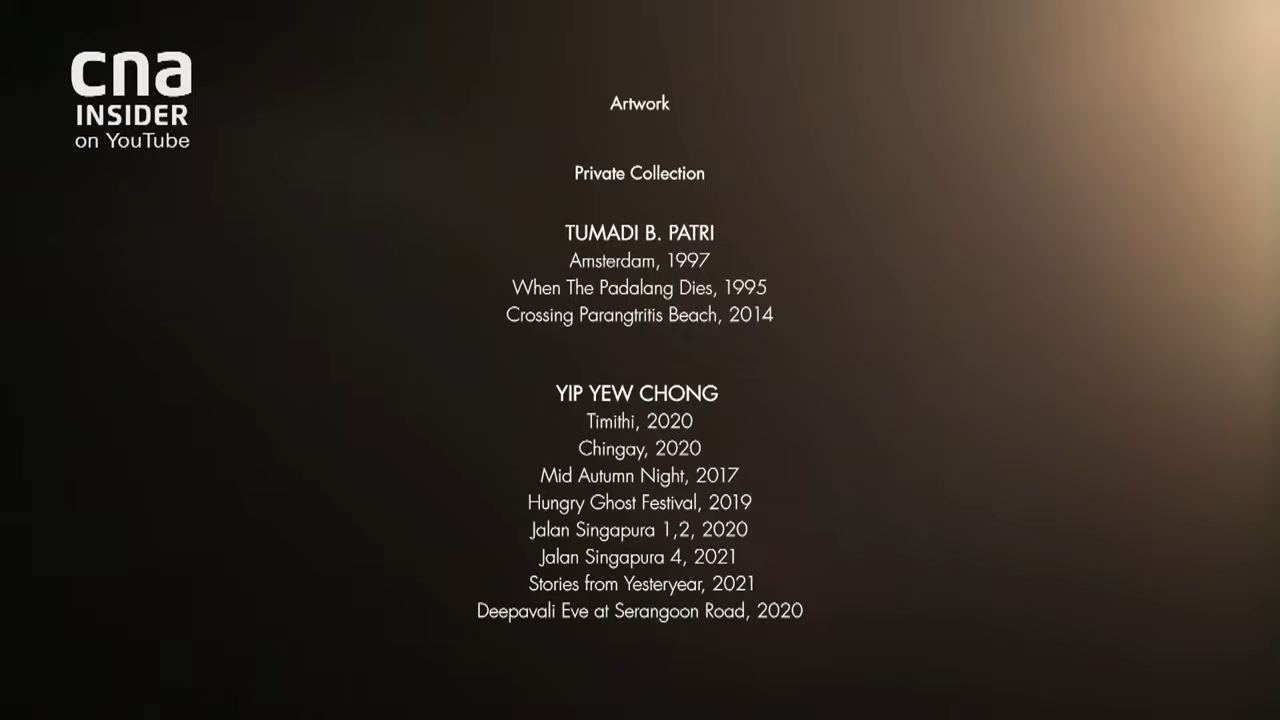 cna
INSIDER
on YouTube
Artwork
Private Collection
TUMADI B. PATRI
Amsterdam, 1997
When The Padalang Dies, 1995
Crossing Parangtritis Beach, 2014
YIP YEW CHONG
Timithi, 2020
Chingay, 2020
Mid Autumn Night, 2017
Hungry Ghost Festival, 2019
Jalan Singapura 1,2, 2020
Jalan Singapura 4, 2021
Stories from Yesteryear, 2021
Deepavali Eve at Serangoon Road, 2020